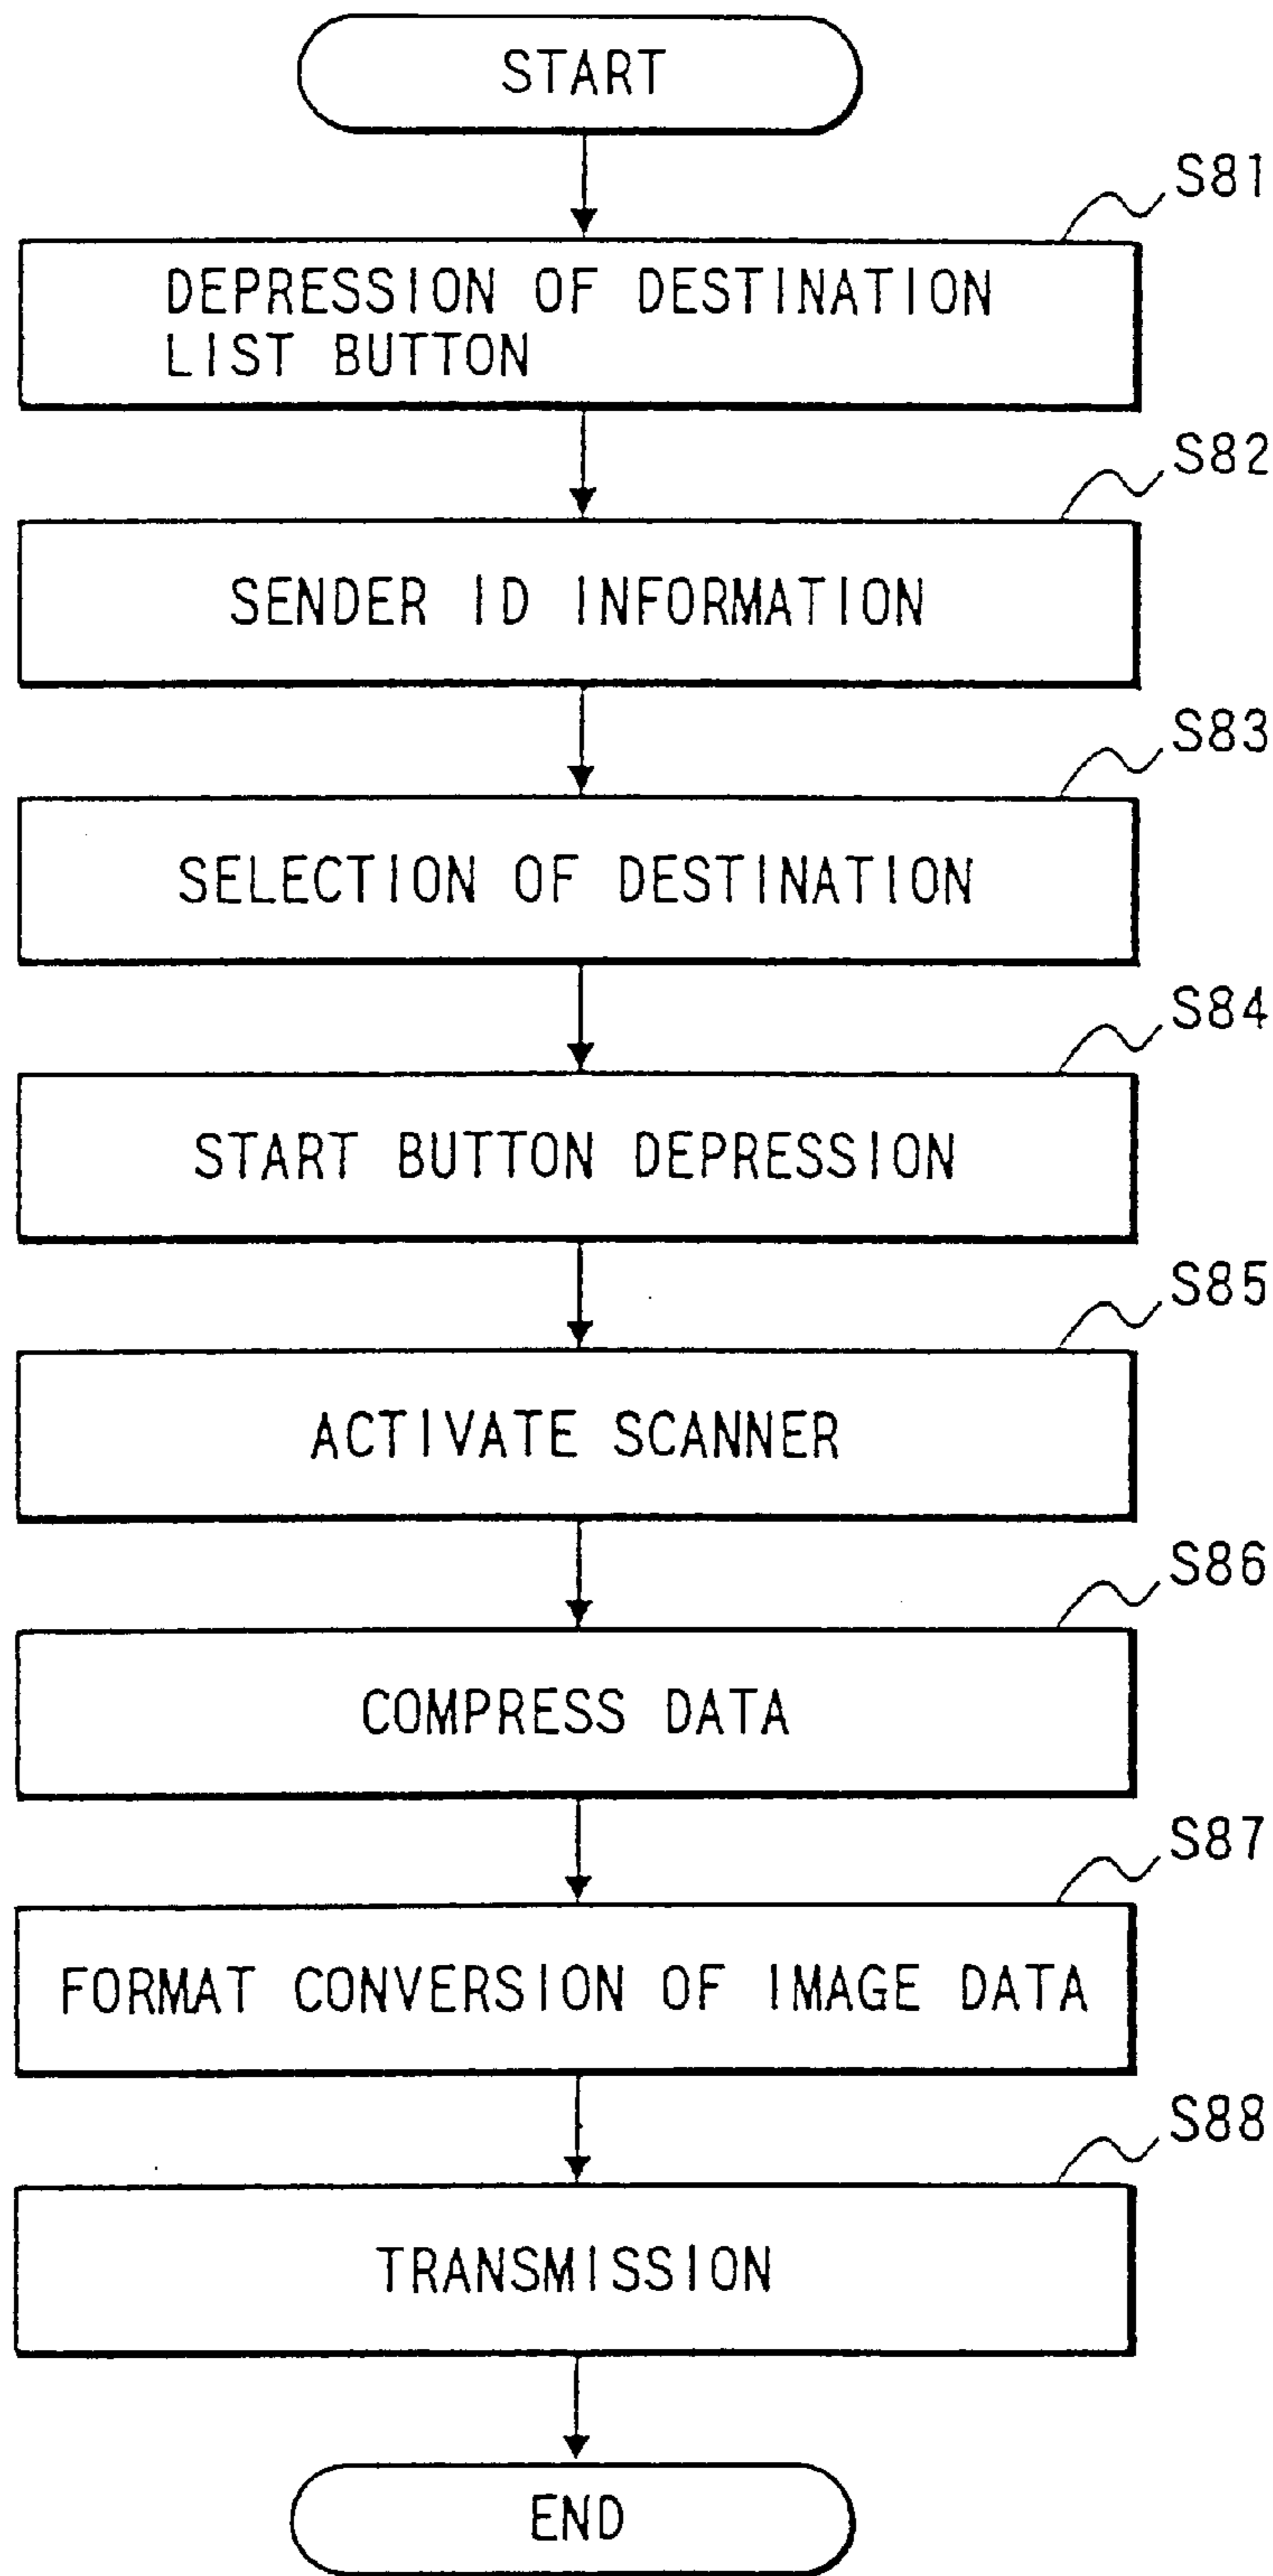 START
S81
DEPRESSION OF DESTINATION
LIST BUTTON
S82
SENDER ID INFORMATION
S83
SELECTION OF DESTINATION
S84
START BUTTON DEPRESSION
S85
ACTIVATE SCANNER
S86
COMPRESS DATA
S87
FORMAT CONVERSION OF IMAGE DATA
S88
TRANSMISSION
END